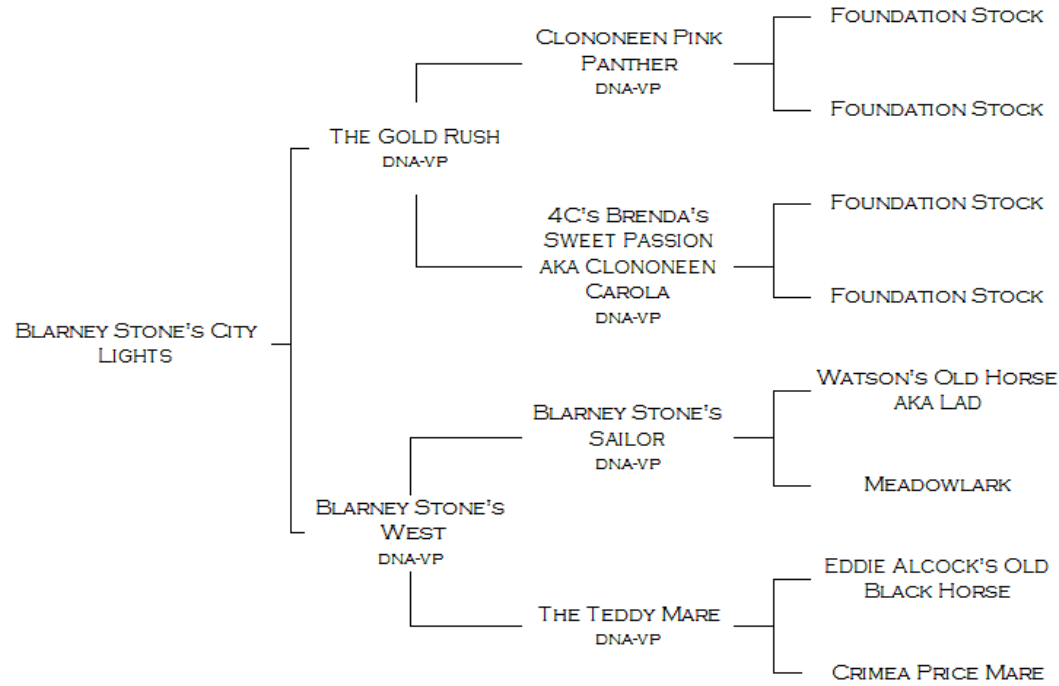 Foundation Stock
Clononeen Pink
Panther
DNA-VP
Foundation Stock
The Gold Rush
DNA-VP
Foundation Stock
4C's Brenda's
Sweet Passion
aka Clononeen
Carola
DNA-VP
Foundation Stock
Blarney Stone's City
Lights
Watson's Old Horse
aka Lad
Blarney Stone's
Sailor
DNA-VP
Meadowlark
Blarney Stone's
West
DNA-VP
Eddie Alcock's Old
Black Horse
The Teddy Mare
DNA-VP
Crimea Price Mare